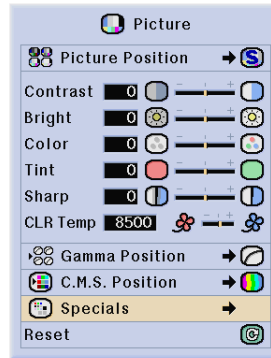 Picture
Picture Position S
Contrast 0 - +
Bright 0 - +
Color 0 - +
Tint 0 - +
Sharp 0 - +
CLR Temp 8500 - +
Gamma Position
C.M.S. Position
Specials
Reset